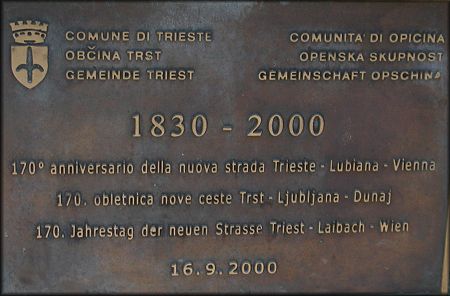 COMUNE DI TRIESTE
OBČINA TRST
GEMEINDE TRIEST
COMUNITA' DI OPICINA
OPENSKA SKUPNOST
GEMEINSCHAFT OPSCHINA
1830 - 2000
170° anniversario della nuova strada Trieste - Lubiana - Vienna
170. obletnica nove ceste Trst - Ljubljana - Dunaj
170. Jahrestag der neuen Strasse Triest - Laibach - Wien
16.9.2000